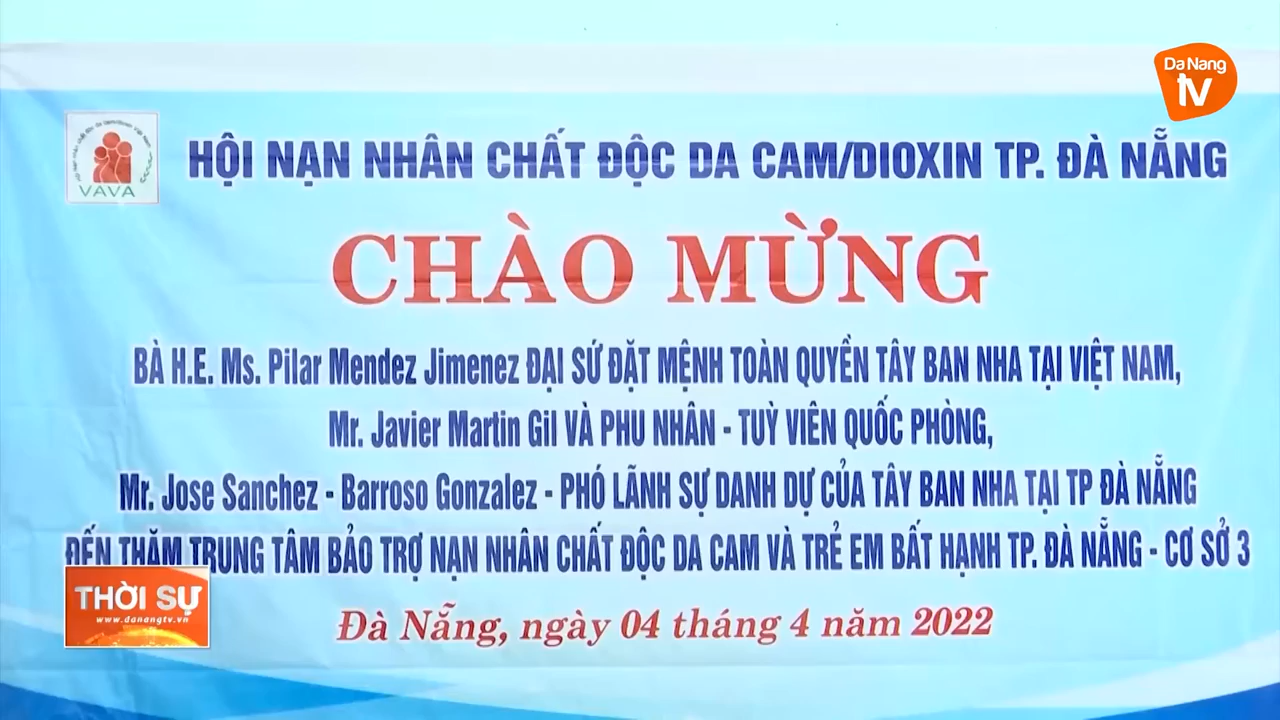 Da Nang
tv
HỘI NẠN NHÂN CHẤT ĐỘC DA CAM/DIOXIN TP. ĐÀ NẴNG
VAVA
CHÀO MỪNG
BÀ H.E. Ms. Pilar Mendez Jimenez ĐẠI SỨ ĐẶT MỆNH TOÀN QUYỀN TÂY BAN NHA TẠI VIỆT NAM,
Mr. Javier Martin Gil VÀ PHU NHÂN - TUỲ VIÊN QUỐC PHÒNG,
Mr. Jose Sanchez - Barroso Gonzalez - PHÓ LÃNH SỰ DANH DỰ CỦA TÂY BAN NHA TẠI TP ĐÀ NẴNG
ĐẾN THĂM TRUNG TÂM BẢO TRỢ NẠN NHÂN CHẤT ĐỘC DA CAM VÀ TRẺ EM BẤT HẠNH TP. ĐÀ NẴNG - CƠ SỞ 3
THỜI SỰ
www.danangtv.vn
Đà Nẵng, ngày 04 tháng 4 năm 2022